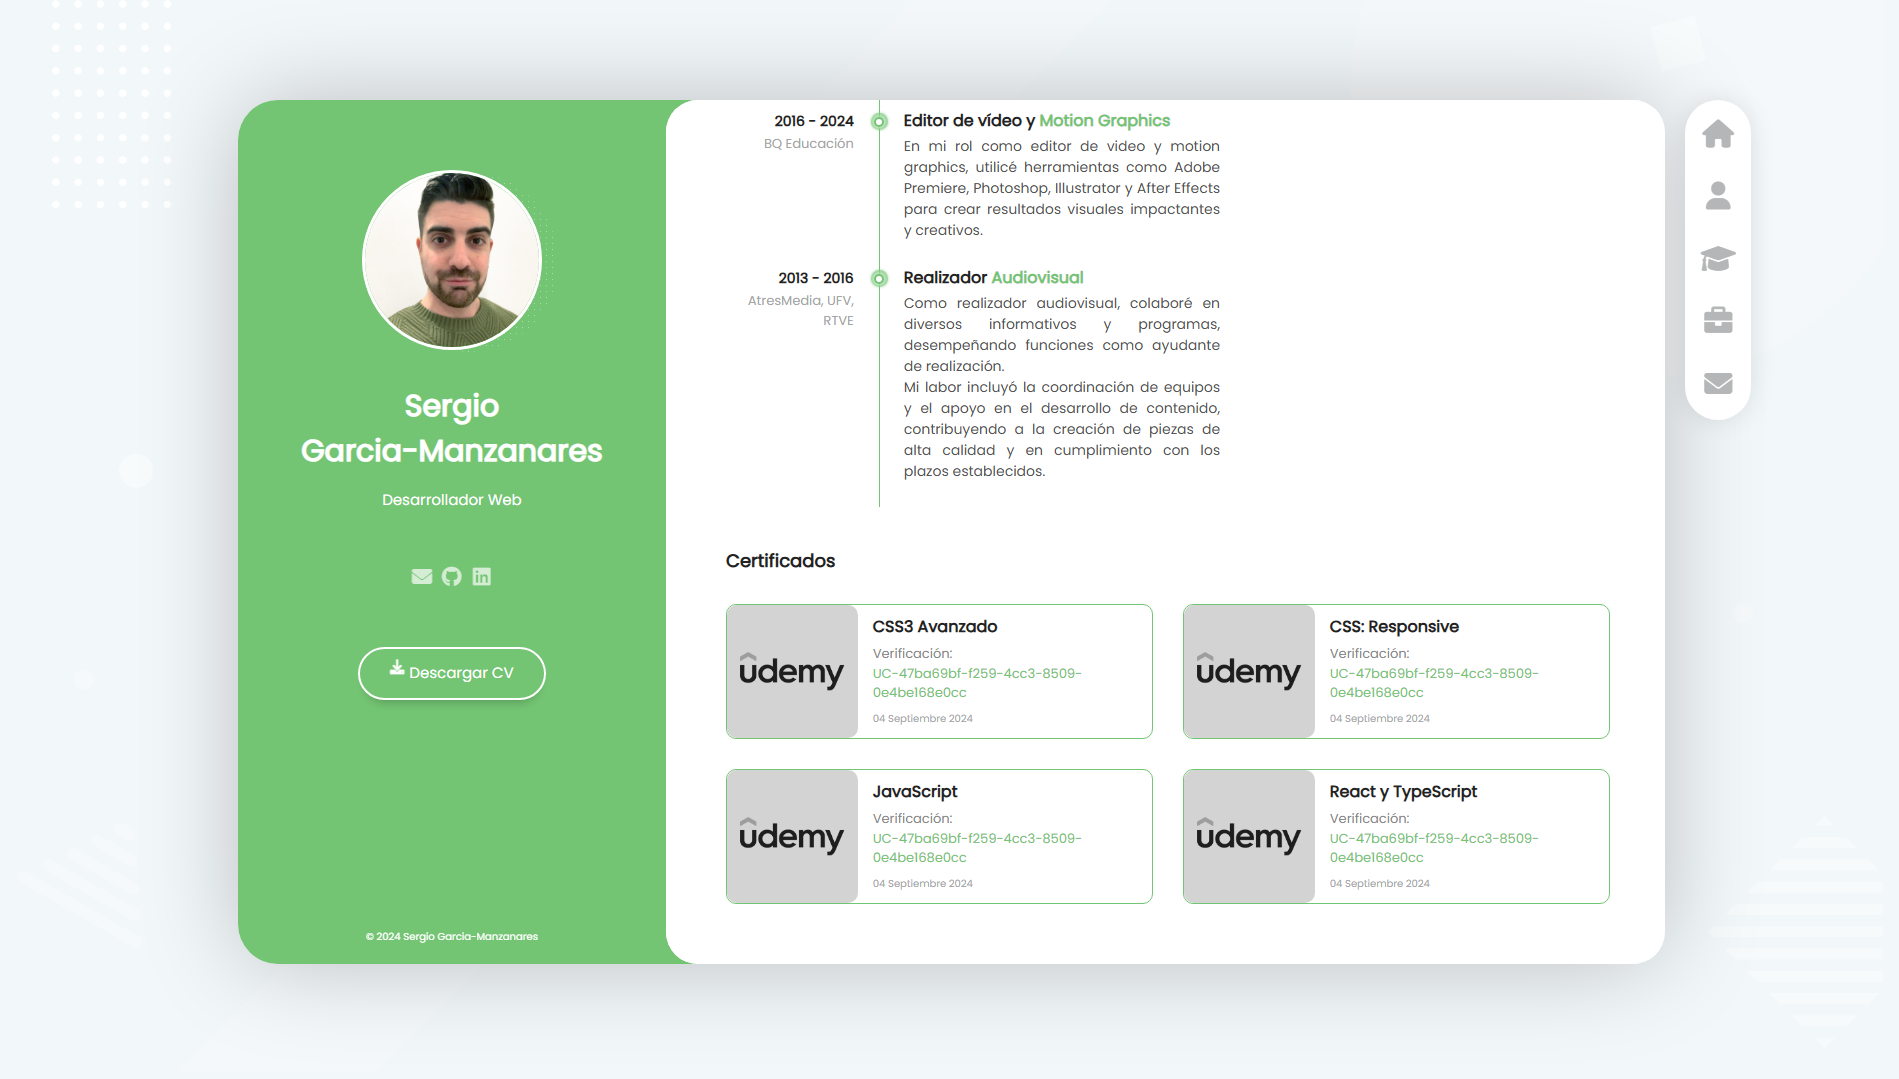 Sergio
Garcia-Manzanares
Desarrollador Web
Descargar CV
© 2024 Sergio Garcia-Manzanares
2016 - 2024
BQ Educación
Editor de vídeo y Motion Graphics
En mi rol como editor de video y motion
graphics, utilicé herramientas como Adobe
Premiere, Photosho​p, Illustrator y After Effects
para crear resultados visuales impactantes
y creativos.
2013 - 2016
AtresMedia, UFV,
RTVE
Realizador Audiovisual
Como realizador audiovisual, colaboré en
diversos informativos y programas,
desempeñando funciones como ayudante
de realización.
Mi labor incluyó la coordinación de equipos
y el apoyo en el desarrollo de contenido,
contribuyendo a la creación de piezas de
alta calidad y en cumplimiento con los
plazos establecidos.
Certificados
udemy
CSS3 Avanzado
Verificación:
UC-47ba69bf-f259-4cc3-8509-
0e4be168e0cc
04 Septiembre 2024
udemy
CSS: Responsive
Verificación:
UC-47ba69bf-f259-4cc3-8509-
0e4be168e0cc
04 Septiembre 2024
udemy
JavaScript
Verificación:
UC-47ba69bf-f259-4cc3-8509-
0e4be168e0cc
04 Septiembre 2024
udemy
React y TypeScript
Verificación:
UC-47ba69bf-f259-4cc3-8509-
0e4be168e0cc
04 Septiembre 2024